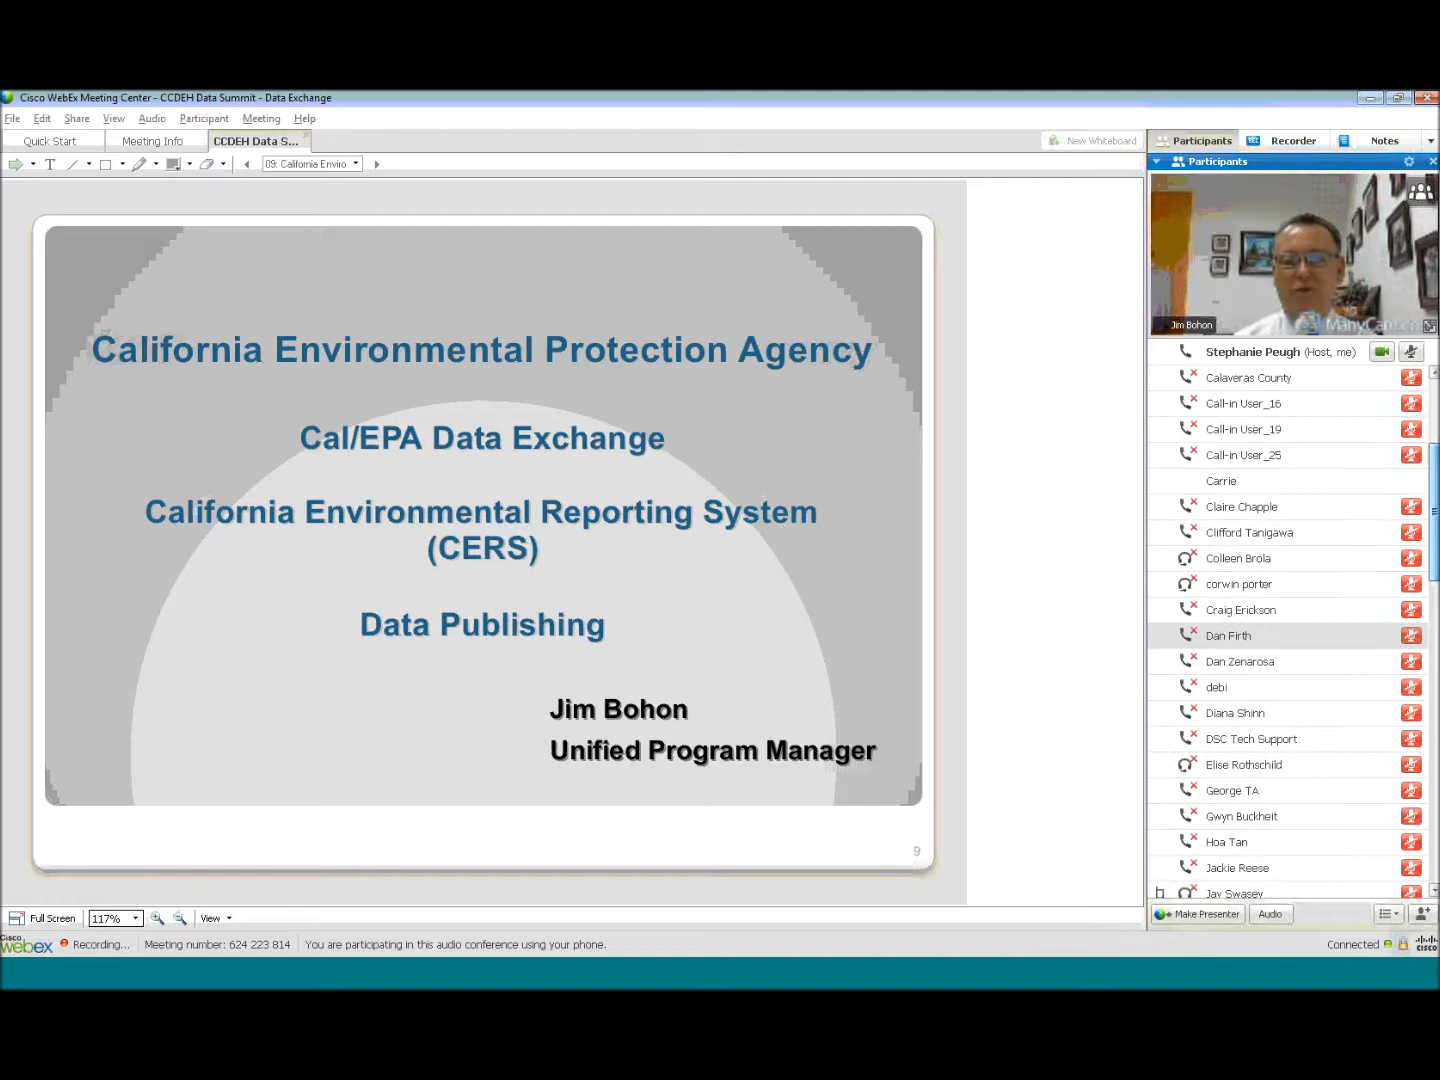 Cisco WebEx Meeting Center - CCDEH Data Summit - Data Exchange
File Edit Share View Audio Participant Meeting Help
Quick Start Meeting Info CCDEH Data S... New Whiteboard
09: California Enviro
Participants Recorder Notes
Participants
California Environmental Protection Agency
Cal/EPA Data Exchange
California Environmental Reporting System
(CERS)
Data Publishing
Jim Bohon
Unified Program Manager
9
Jim Bohon
Stephanie Peugh (Host, me)
Calaveras County
Call-in User_16
Call-in User_19
Call-in User_25
Carrie
Claire Chapple
Clifford Tanigawa
Colleen Brola
corwin porter
Craig Erickson
Dan Firth
Dan Zenarosa
debi
Diana Shinn
DSC Tech Support
Elise Rothschild
George TA
Gwyn Buckheit
Hoa Tan
Jackie Reese
Jay Swasey
Full Screen 117% View
Make Presenter Audio
Cisco webex Recording... Meeting number: 624 223 814 You are participating in this audio conference using your phone. Connected cisco